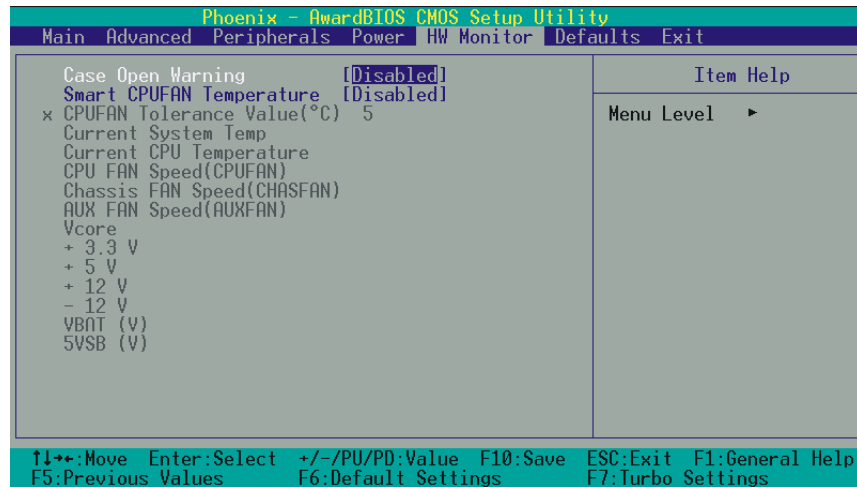 Phoenix - AwardBIOS CMOS Setup Utility
Main Advanced Peripherals Power HW Monitor Defaults Exit
Case Open Warning [Disabled]
Smart CPUFAN Temperature [Disabled]
x CPUFAN Tolerance Value(°C) 5
Current System Temp
Current CPU Temperature
CPU FAN Speed(CPUFAN)
Chassis FAN Speed(CHASFAN)
AUX FAN Speed(AUXFAN)
Vcore
+ 3.3 V
+ 5 V
+ 12 V
- 12 V
VBAT (V)
5VSB (V)
Item Help
Menu Level ►
↑↓→←:Move Enter:Select +/-/PU/PD:Value F10:Save ESC:Exit F1:General Help
F5:Previous Values F6:Default Settings F7:Turbo Settings